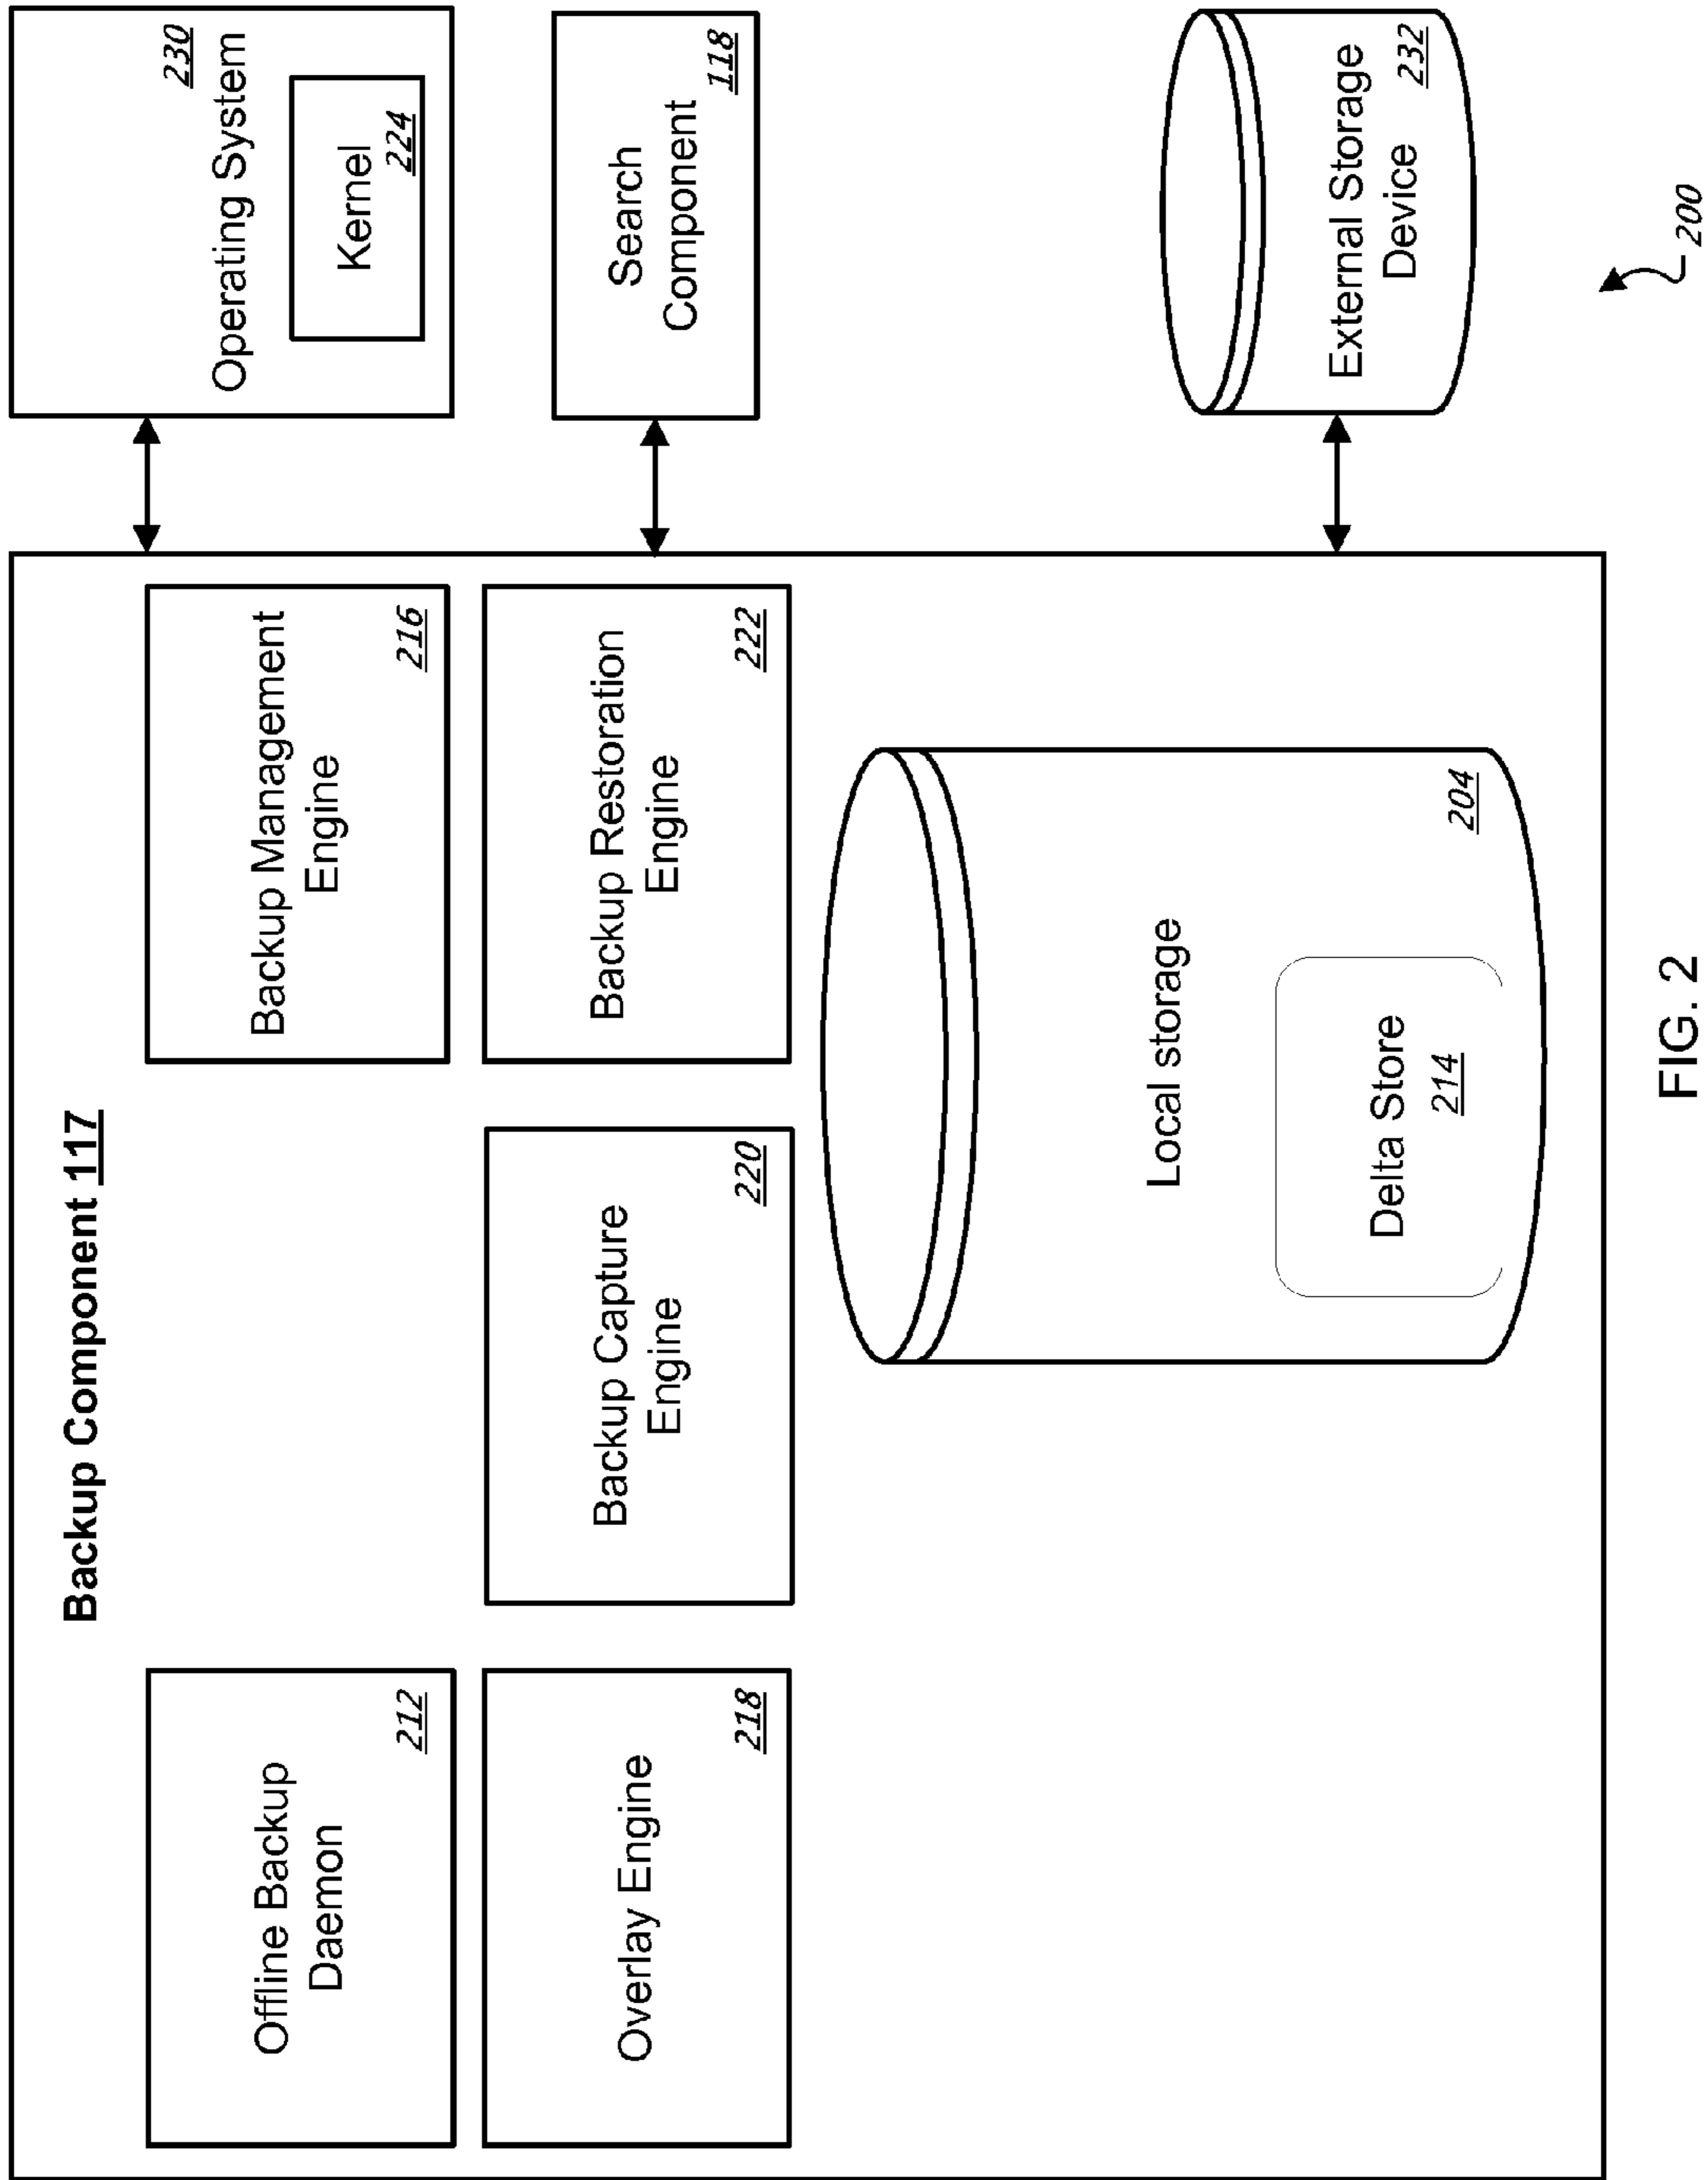 Backup Component 117
Offline Backup
Daemon
212
Backup Management
Engine
216
Overlay Engine
218
Backup Capture
Engine
220
Backup Restoration
Engine
222
Local storage
Delta Store
214
204
230
Operating System
Kernel
224
Search
Component
118
External Storage
Device
232
200
FIG. 2